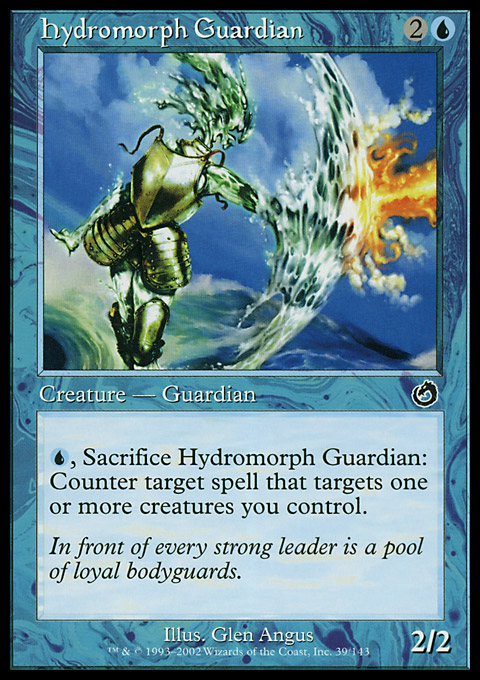 Hydromorph Guardian 2
Creature — Guardian
, Sacrifice Hydromorph Guardian:
Counter target spell that targets one
or more creatures you control.
In front of every strong leader is a pool
of loyal bodyguards.
Illus. Glen Angus
2/2
™ & © 1993–2002 Wizards of the Coast, Inc. 39/143